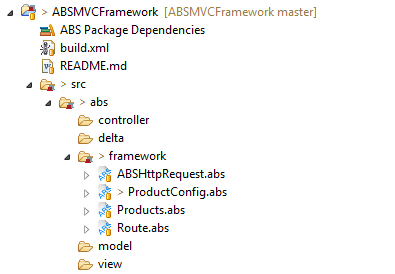 > ABSMVCFramework [ABSMVCFramework master]
ABS Package Dependencies
build.xml
README.md
> src
> abs
controller
delta
> framework
ABSHttpRequest.abs
> ProductConfig.abs
Products.abs
Route.abs
model
view